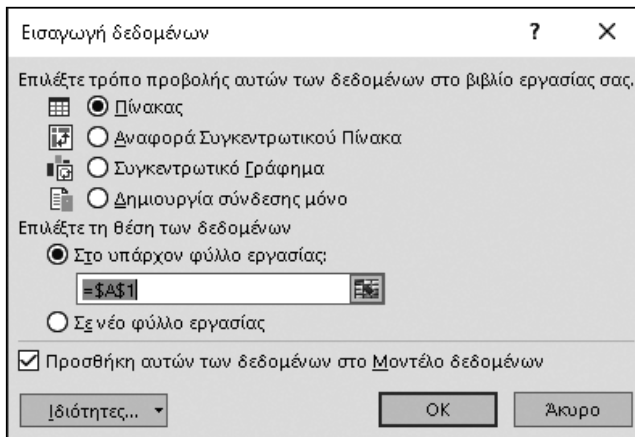 Εισαγωγή δεδομένων ? ×
Επιλέξτε τρόπο προβολής αυτών των δεδομένων στο βιβλίο εργασίας σας.
Πίνακας
Αναφορά Συγκεντρωτικού Πίνακα
Συγκεντρωτικό Γράφημα
Δημιουργία σύνδεσης μόνο
Επιλέξτε τη θέση των δεδομένων
Στο υπάρχον φύλλο εργασίας:
=$A$1
Σε νέο φύλλο εργασίας
Προσθήκη αυτών των δεδομένων στο Μοντέλο δεδομένων
Ιδιότητες... OK Άκυρο